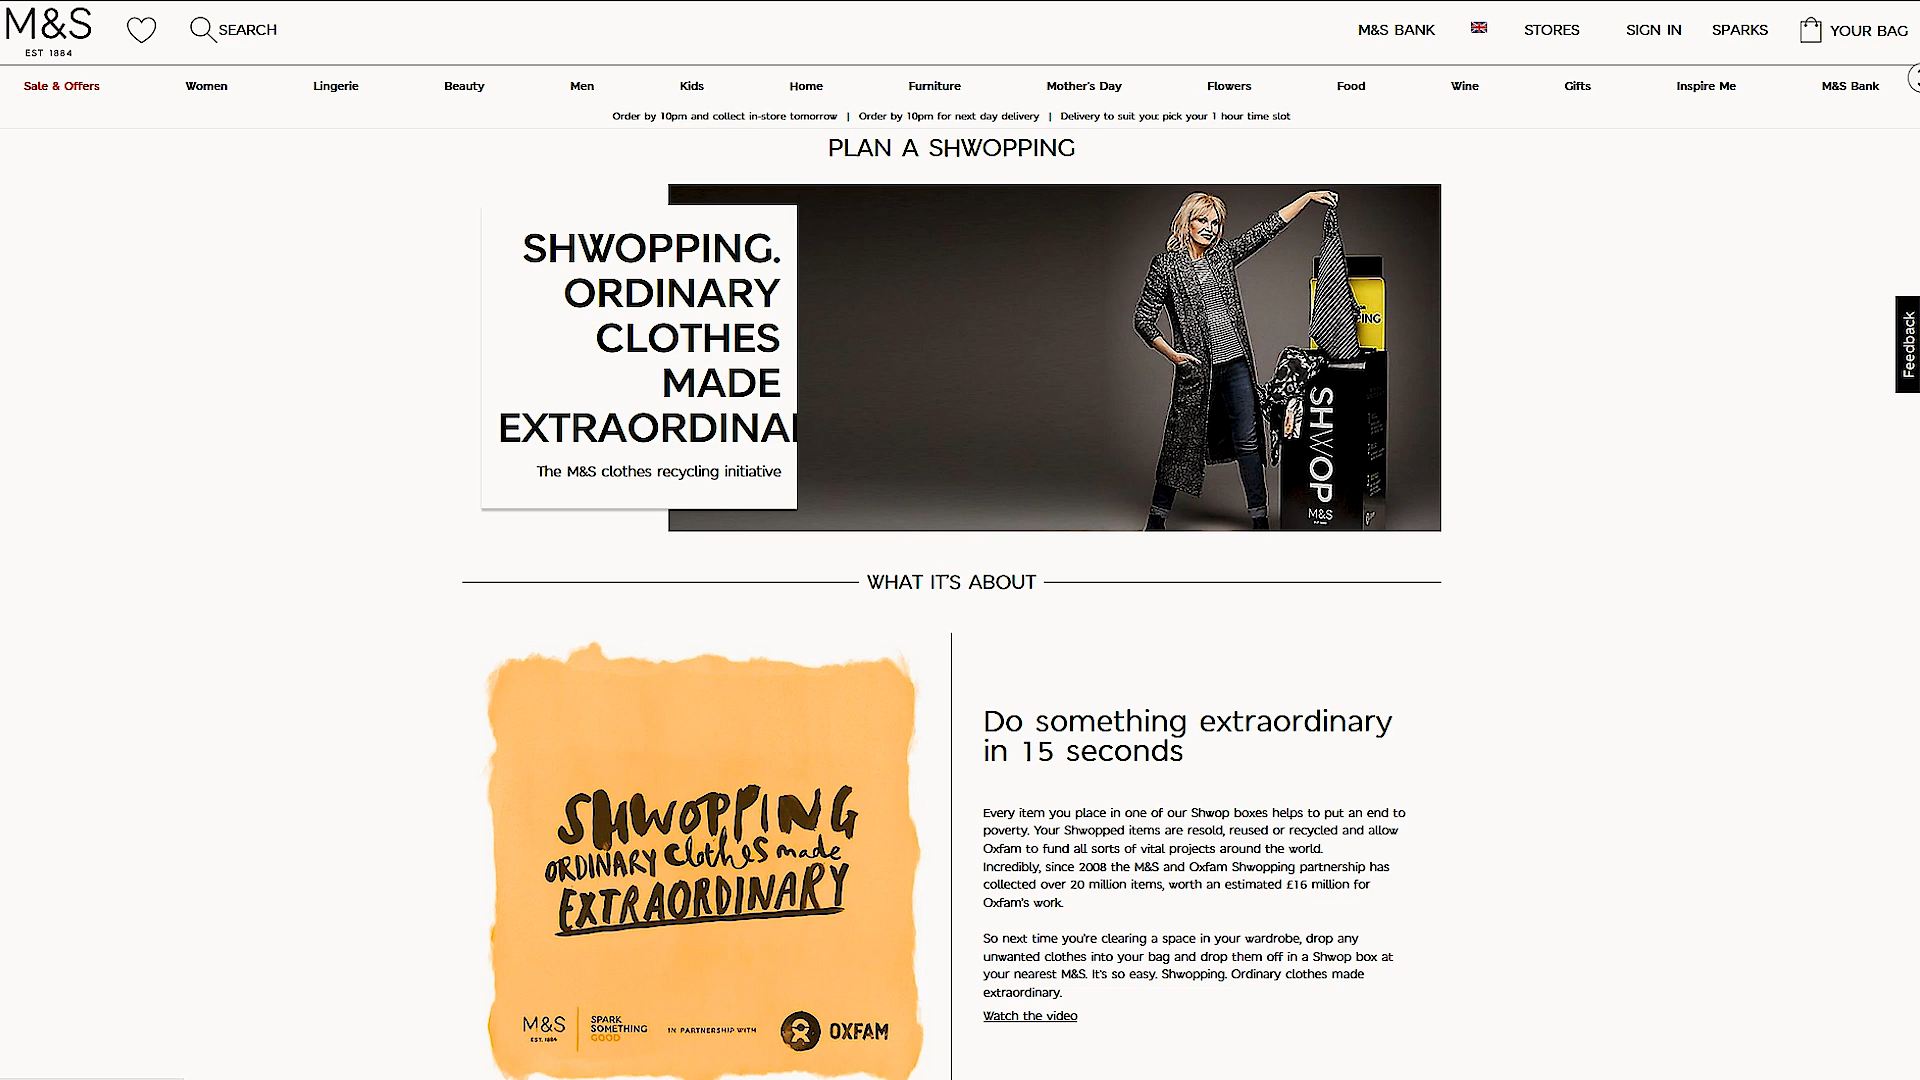 M&S
EST 1884
SEARCH
M&S BANK
STORES
SIGN IN
SPARKS
YOUR BAG
Sale & Offers
Women
Lingerie
Beauty
Men
Kids
Home
Furniture
Mother's Day
Flowers
Food
Wine
Gifts
Inspire Me
M&S Bank
Order by 10pm and collect in-store tomorrow | Order by 10pm for next day delivery | Delivery to suit you: pick your 1 hour time slot
PLAN A SHWOPPING
SHWOPPING.
ORDINARY
CLOTHES
MADE
EXTRAORDINA
The M&S clothes recycling initiative
SHWOP
M&S
Feedback
WHAT IT'S ABOUT
SHWOPPING
ORDINARY clothes made
EXTRAORDINARY
M&S
EST. 1884
SPARK
SOMETHING
GOOD
IN PARTNERSHIP WITH
OXFAM
Do something extraordinary
in 15 seconds
Every item you place in one of our Shwop boxes helps to put an end to
poverty. Your Shwopped items are resold, reused or recycled and allow
Oxfam to fund all sorts of vital projects around the world.
Incredibly, since 2008 the M&S and Oxfam Shwopping partnership has
collected over 20 million items, worth an estimated £16 million for
Oxfam's work.
So next time you're clearing a space in your wardrobe, drop any
unwanted clothes into your bag and drop them off in a Shwop box at
your nearest M&S. It's so easy. Shwopping. Ordinary clothes made
extraordinary.
Watch the video